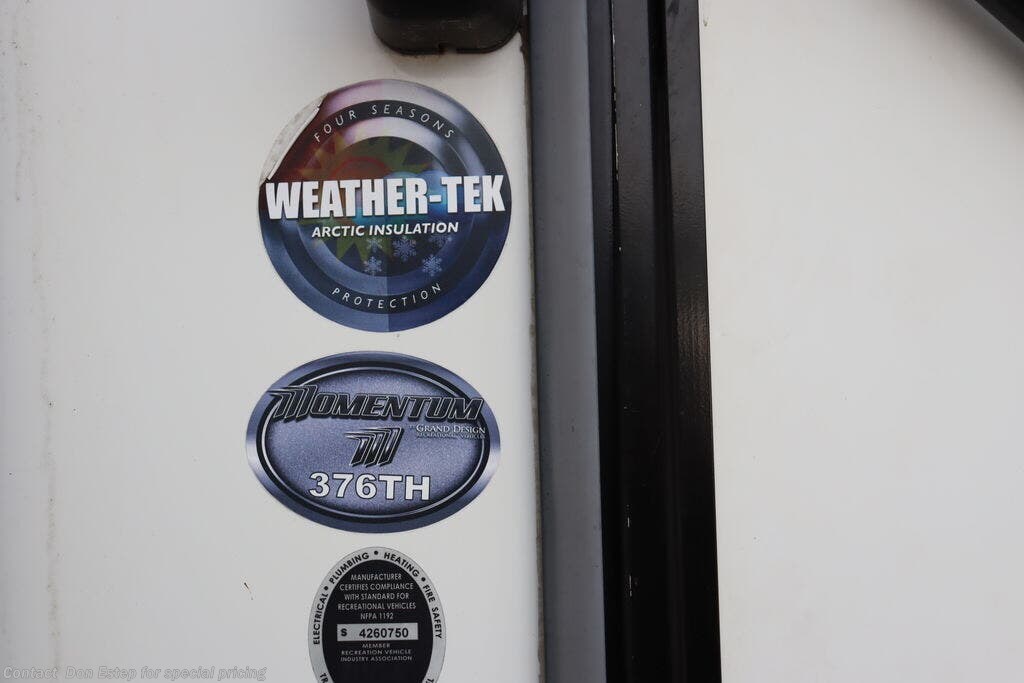 FOUR SEASONS
WEATHER-TEK
ARCTIC INSULATION
PROTECTION
MOMENTUM
BY GRAND DESIGN
RECREATIONAL VEHICLES
376TH
ELECTRICAL • PLUMBING • HEATING • FIRE SAFETY
MANUFACTURER
CERTIFIES COMPLIANCE
WITH STANDARD FOR
RECREATIONAL VEHICLES
NFPA 1192
S 4260750
MEMBER
RECREATION VEHICLE
INDUSTRY ASSOCIATION
Contact Don Estep for special pricing